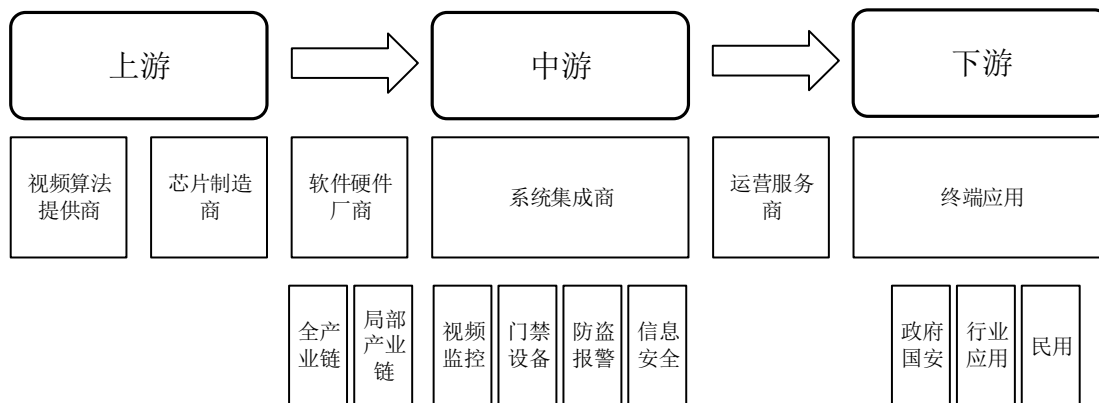 上游
中游
下游
视频算法
提供商
芯片制造
商
软件硬件
厂商
系统集成商
运营服务
商
终端应用
全产
业链
局部
产业
链
视频
监控
门禁
设备
防盗
报警
信息
安全
政府
国安
行业
应用
民用